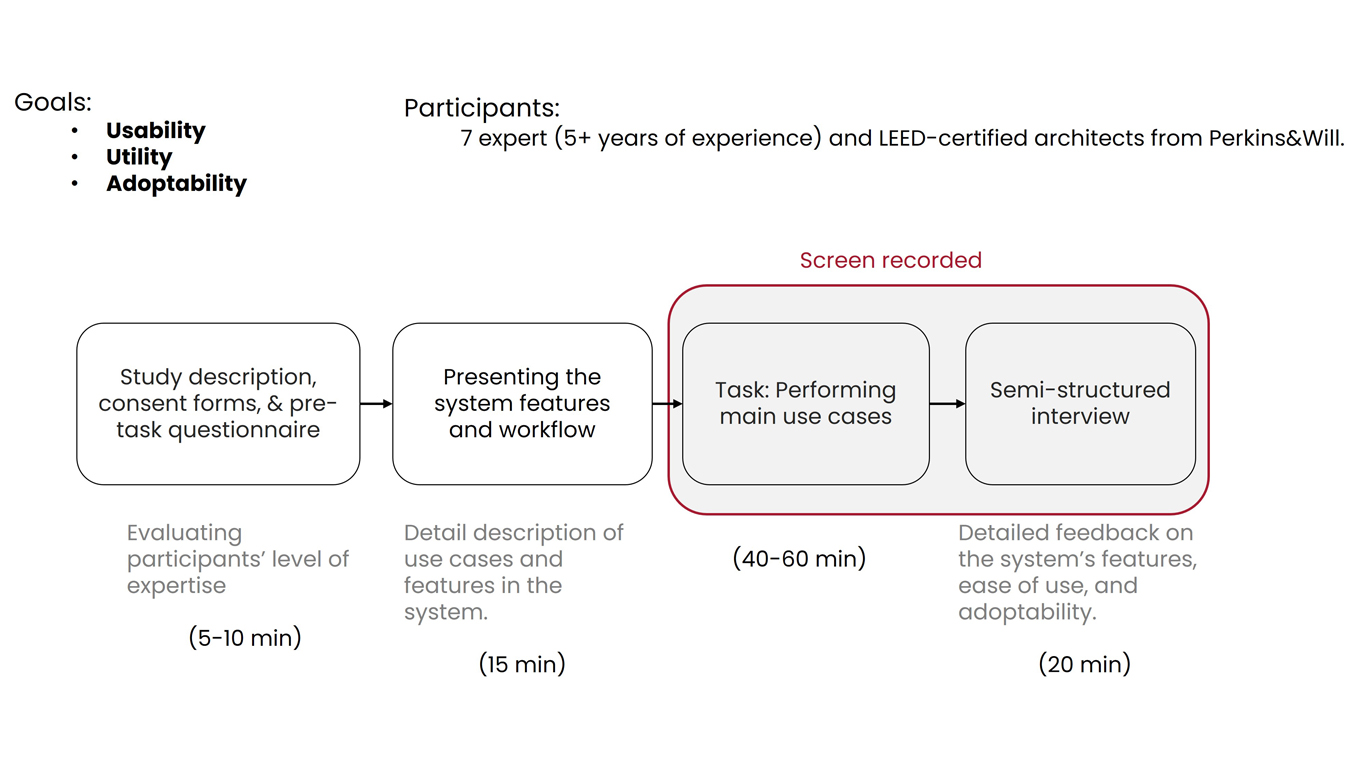 Goals:
• Usability
• Utility
• Adoptability
Participants:
7 expert (5+ years of experience) and LEED-certified architects from Perkins&Will.
Screen recorded
Study description,
consent forms, & pre-
task questionnaire
Presenting the
system features
and workflow
Task: Performing
main use cases
Semi-structured
interview
Evaluating
participants’ level of
expertise
(5-10 min)
Detail description of
use cases and
features in the
system.
(15 min)
(40-60 min)
Detailed feedback on
the system’s features,
ease of use, and
adoptability.
(20 min)